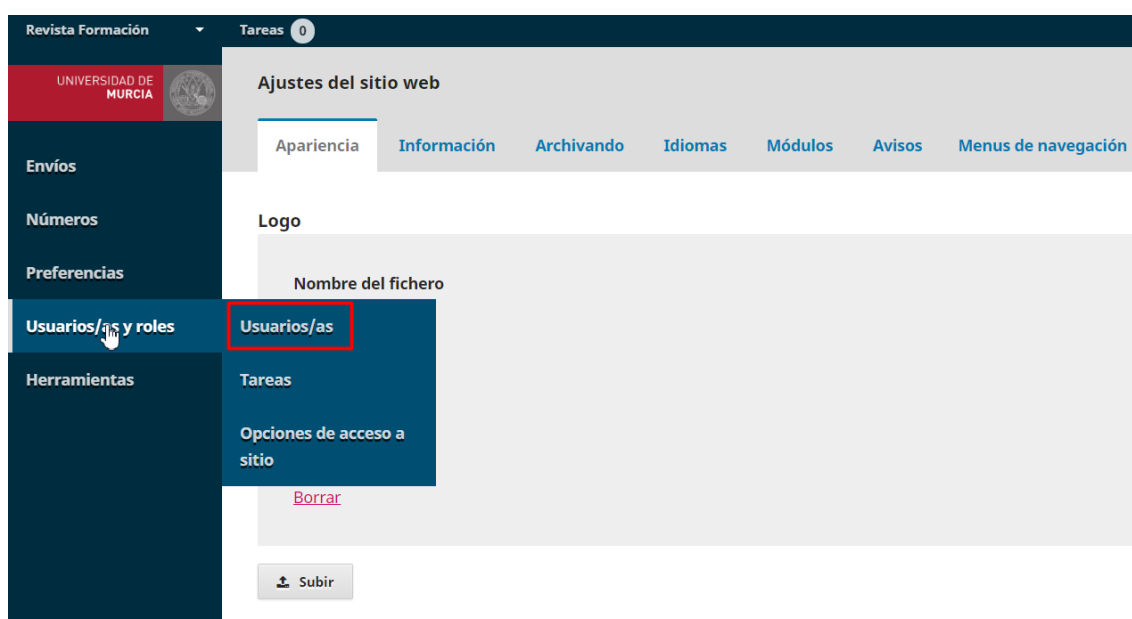 Revista Formación
Tareas 0
UNIVERSIDAD DE
MURCIA
Ajustes del sitio web
Apariencia Información Archivando Idiomas Módulos Avisos Menus de navegación
Envíos
Números
Preferencias
Usuarios/as y roles
Herramientas
Usuarios/as
Tareas
Opciones de acceso a
sitio
Logo
Nombre del fichero
Borrar
Subir